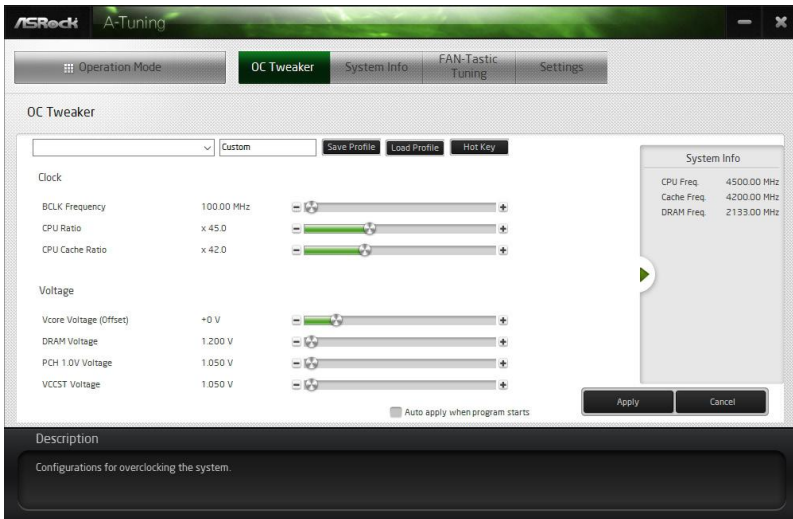 ASRock A-Tuning
Operation Mode
OC Tweaker
System Info
FAN-Tastic
Tuning
Settings
OC Tweaker
Custom
Save Profile
Load Profile
Hot Key
Clock
BCLK Frequency 100.00 MHz
CPU Ratio x 45.0
CPU Cache Ratio x 42.0
Voltage
Vcore Voltage (Offset) +0 V
DRAM Voltage 1.200 V
PCH 1.0V Voltage 1.050 V
VCCST Voltage 1.050 V
Auto apply when program starts
System Info
CPU Freq. 4500.00 MHz
Cache Freq. 4200.00 MHz
DRAM Freq. 2133.00 MHz
Apply
Cancel
Description
Configurations for overclocking the system.